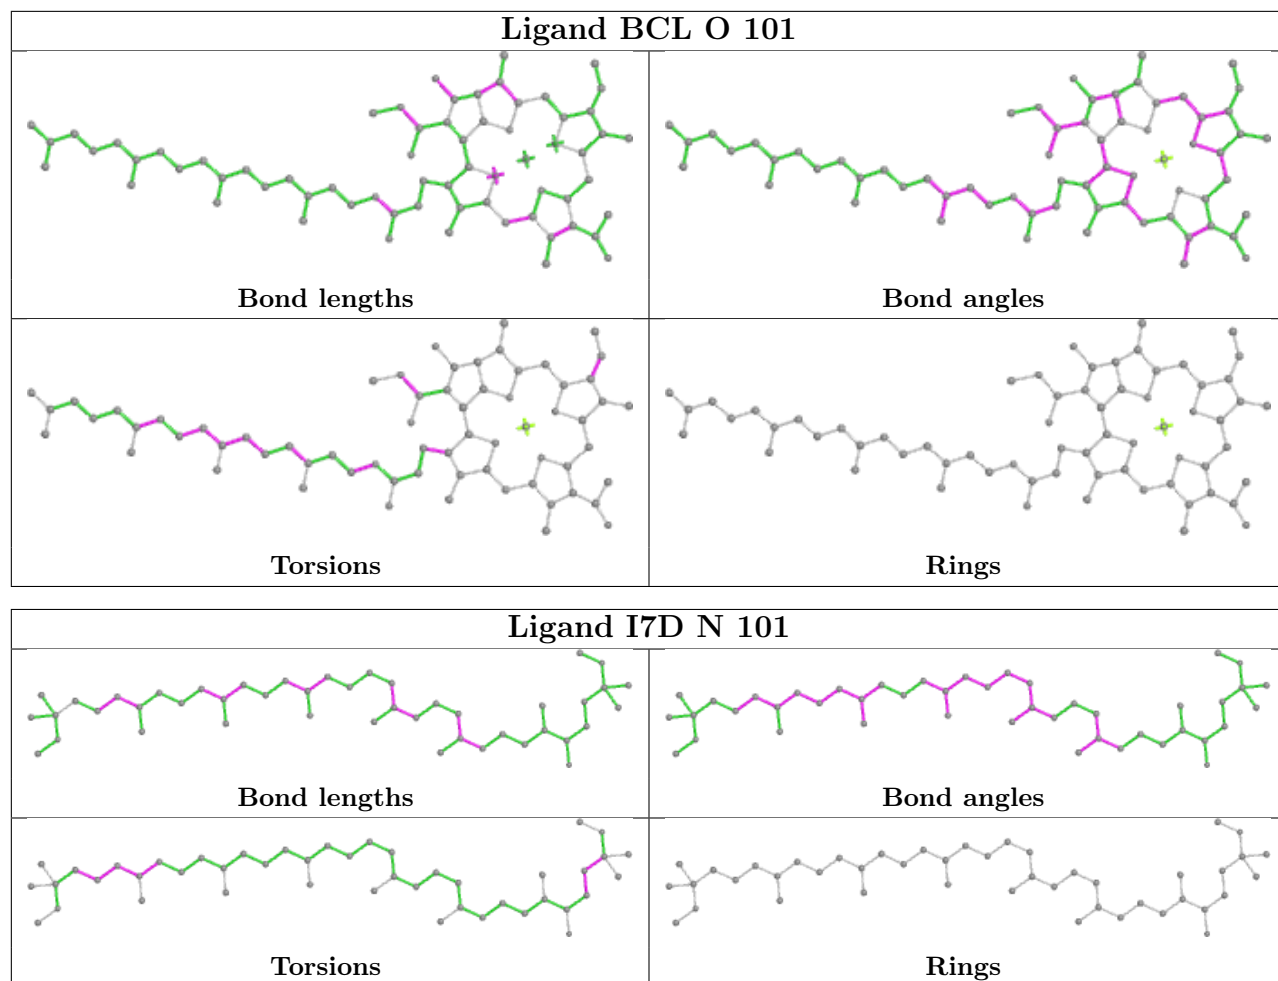 Ligand BCL O 101
Bond lengths
Bond angles
Torsions
Rings
Ligand I7D N 101
Bond lengths
Bond angles
Torsions
Rings